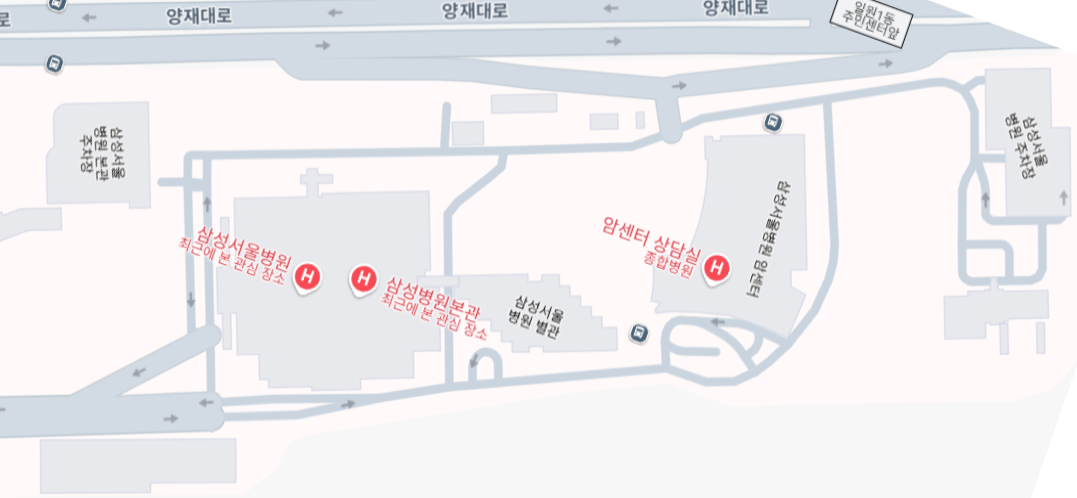 로
양재대로
양재대로
양재대로
일원1동
주민센터앞
삼성서울
병원 본관
주차장
삼성서울
병원 주차장
삼성서울병원
최근에 본 관심 장소
삼성병원본관
최근에 본 관심 장소
삼성서울
병원 별관
암센터 상담실
종합병원
삼성서울병원 암센터
H
H
H